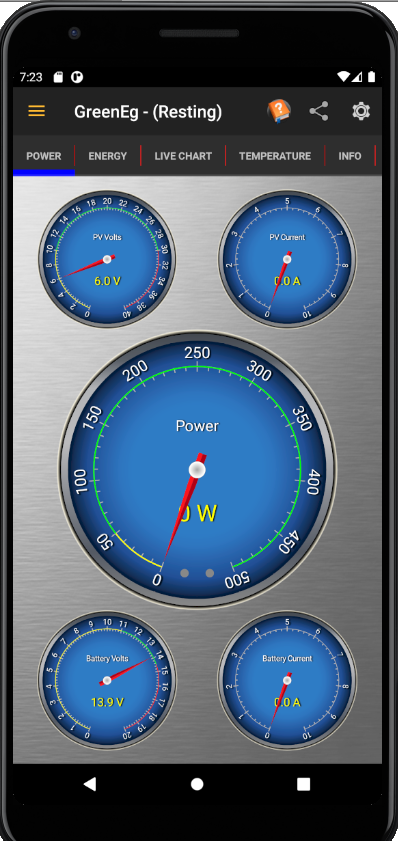 7:23
GreenEg - (Resting)
POWER ENERGY LIVE CHART TEMPERATURE INFO
0 2 4 6 8 10 12 14 16 18 20 22 24 26 28 30 32 34 36 38 40
PV Volts
6.0 V
0 1 2 3 4 5 6 7 8 9 10
PV Current
0.0 A
0 50 100 150 200 250 300 350 400 450 500
Power
0 W
0 1 2 3 4 5 6 7 8 9 10 11 12 13 14 15 16 17 18 19 20
Battery Volts
13.9 V
0 1 2 3 4 5 6 7 8 9 10
Battery Current
0.0 A